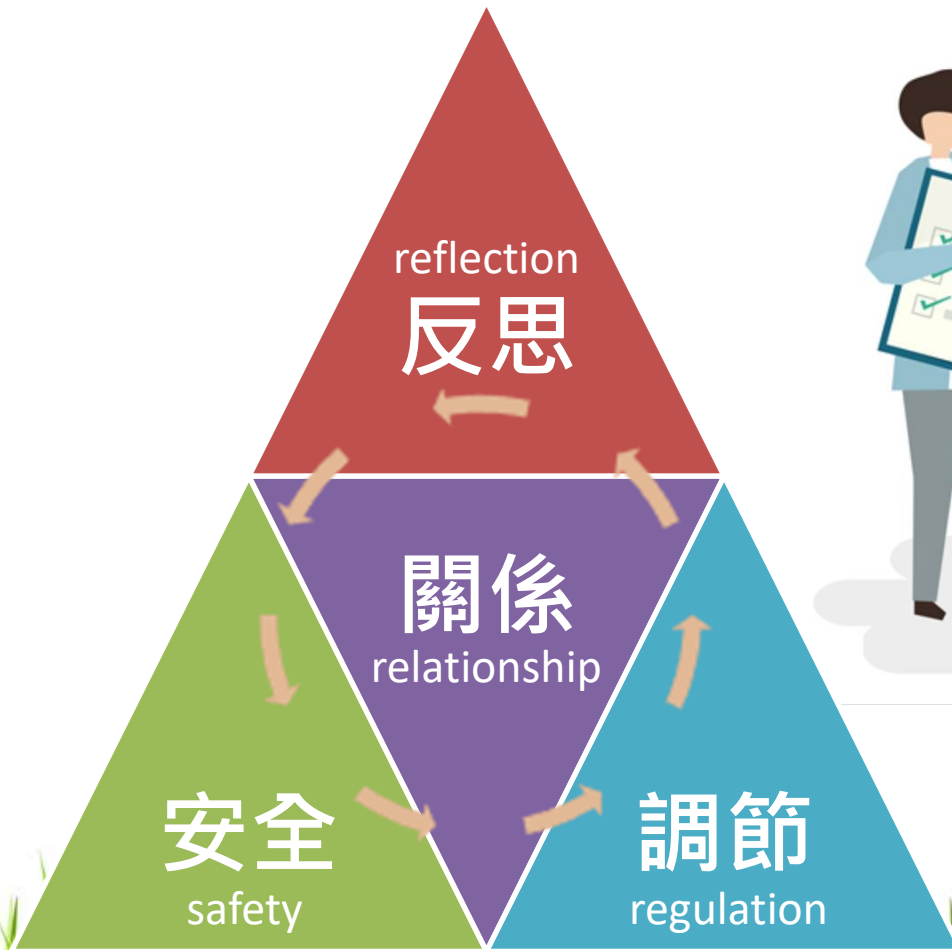 reflection
反思
關係
relationship
安全
safety
調節
regulation